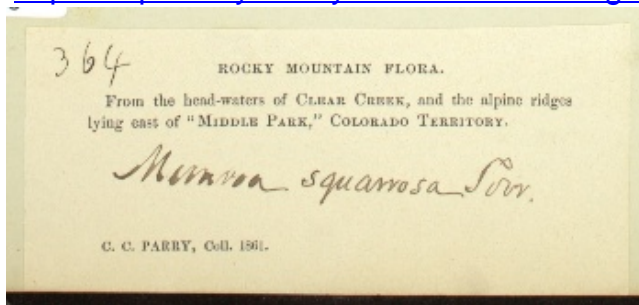 364
ROCKY MOUNTAIN FLORA.
From the head-waters of CLEAR CREEK, and the alpine ridges
lying east of "MIDDLE PARK," COLORADO TERRITORY.
Munroa squarrosa Torr.
C. C. PARRY, Coll. 1861.